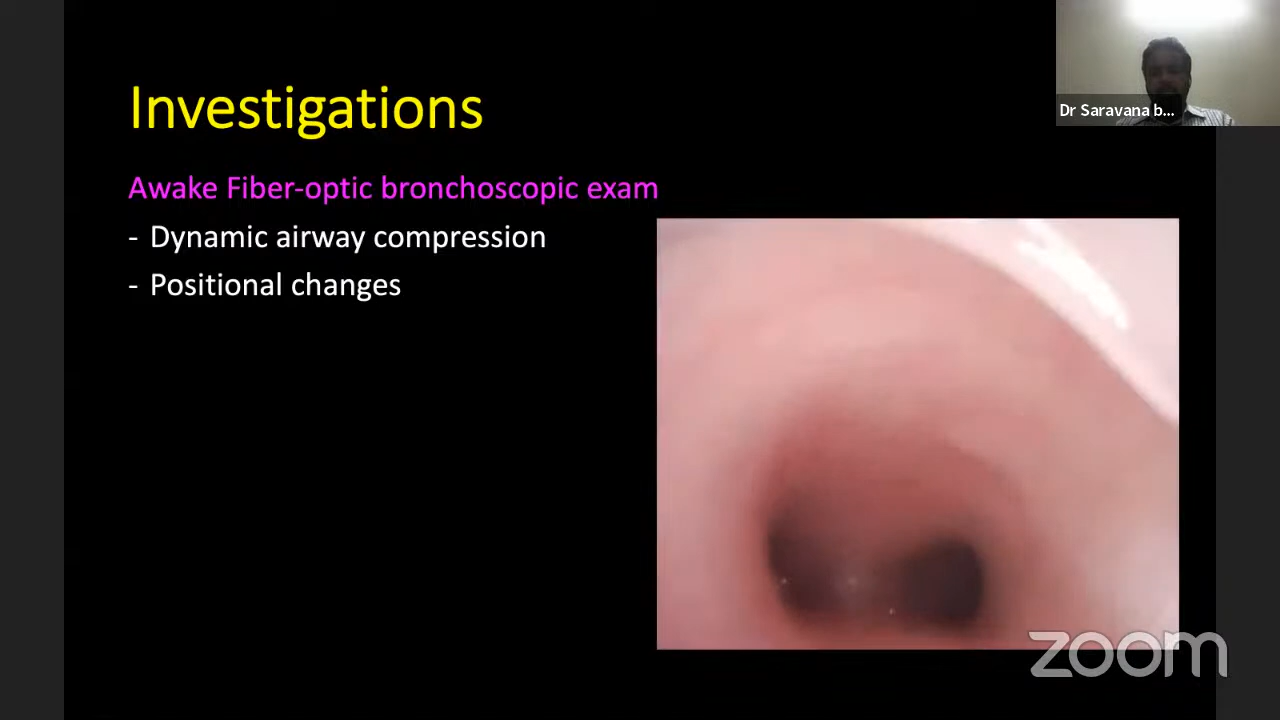 Investigations
Dr Saravana b...
Awake Fiber-optic bronchoscopic exam
- Dynamic airway compression
- Positional changes
zoom